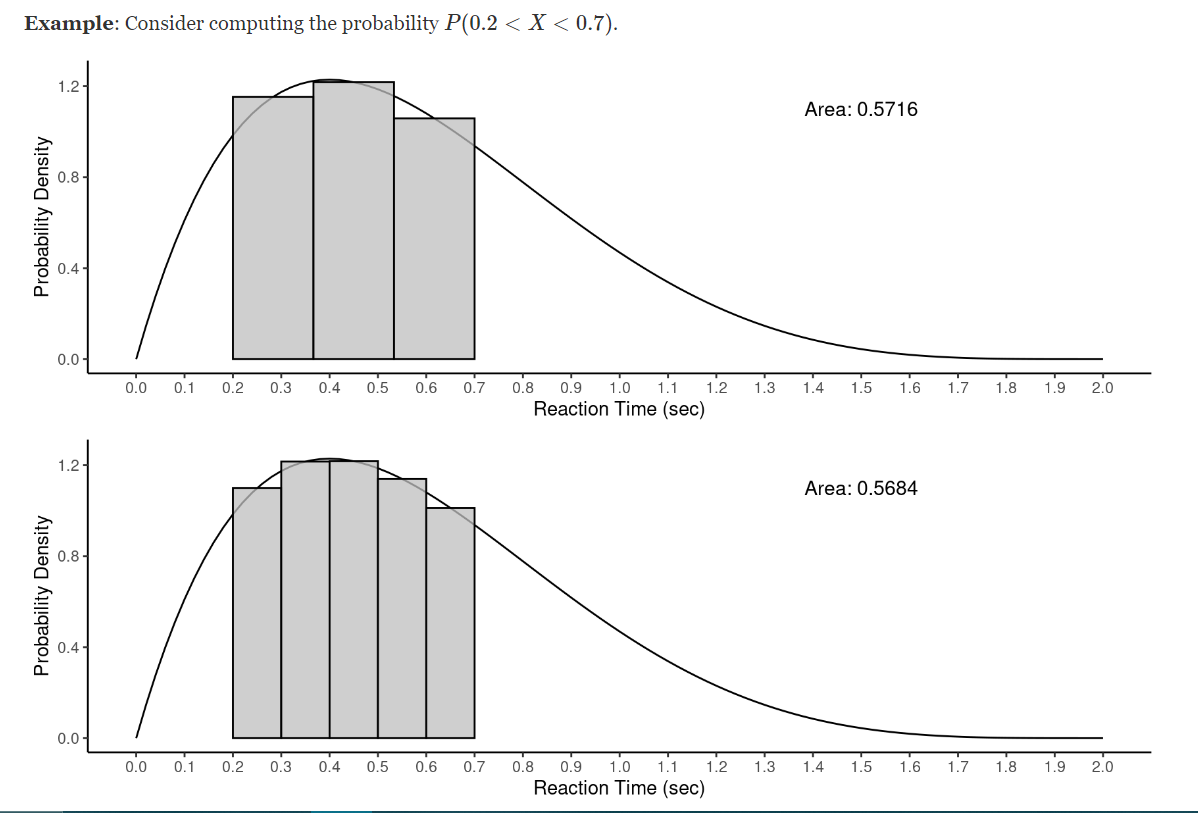 Example: Consider computing the probability P(0.2 < X < 0.7).
1.2
0.8
0.4
0.0
Probability Density
Area: 0.5716
0.0 0.1 0.2 0.3 0.4 0.5 0.6 0.7 0.8 0.9 1.0 1.1 1.2 1.3 1.4 1.5 1.6 1.7 1.8 1.9 2.0
Reaction Time (sec)
1.2
0.8
0.4
0.0
Probability Density
Area: 0.5684
0.0 0.1 0.2 0.3 0.4 0.5 0.6 0.7 0.8 0.9 1.0 1.1 1.2 1.3 1.4 1.5 1.6 1.7 1.8 1.9 2.0
Reaction Time (sec)